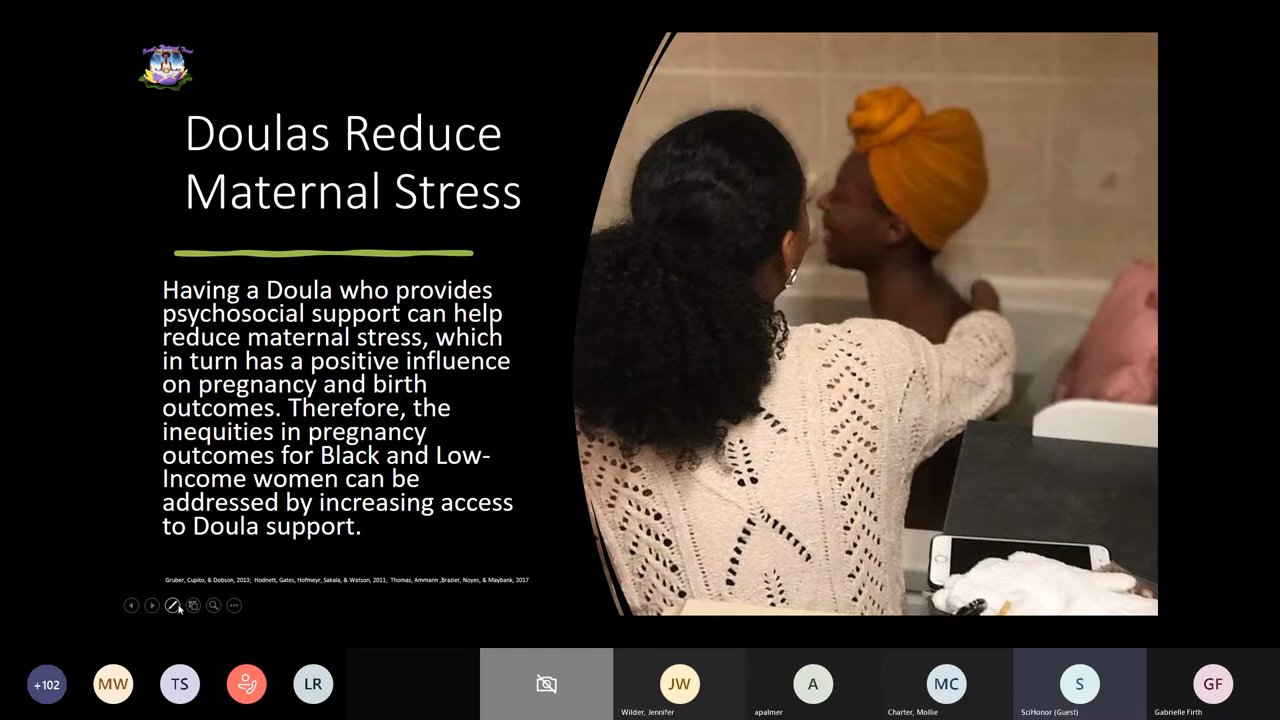 Doulas Reduce
Maternal Stress
Having a Doula who provides
psychosocial support can help
reduce maternal stress, which
in turn has a positive influence
on pregnancy and birth
outcomes. Therefore, the
inequities in pregnancy
outcomes for Black and Low-
Income women can be
addressed by increasing access
to Doula support.
Gruber, Cupito, & Dobson, 2013; Hodnett, Gates, Hofmeyr, Sakala, & Watson, 2011; Thomas, Ammann ,Brazier, Noyes, & Maybank, 2017
+102
MW
TS
LR
JW
Wilder, Jennifer
A
apalmer
MC
Charter, Mollie
S
SciHonor (Guest)
GF
Gabrielle Firth